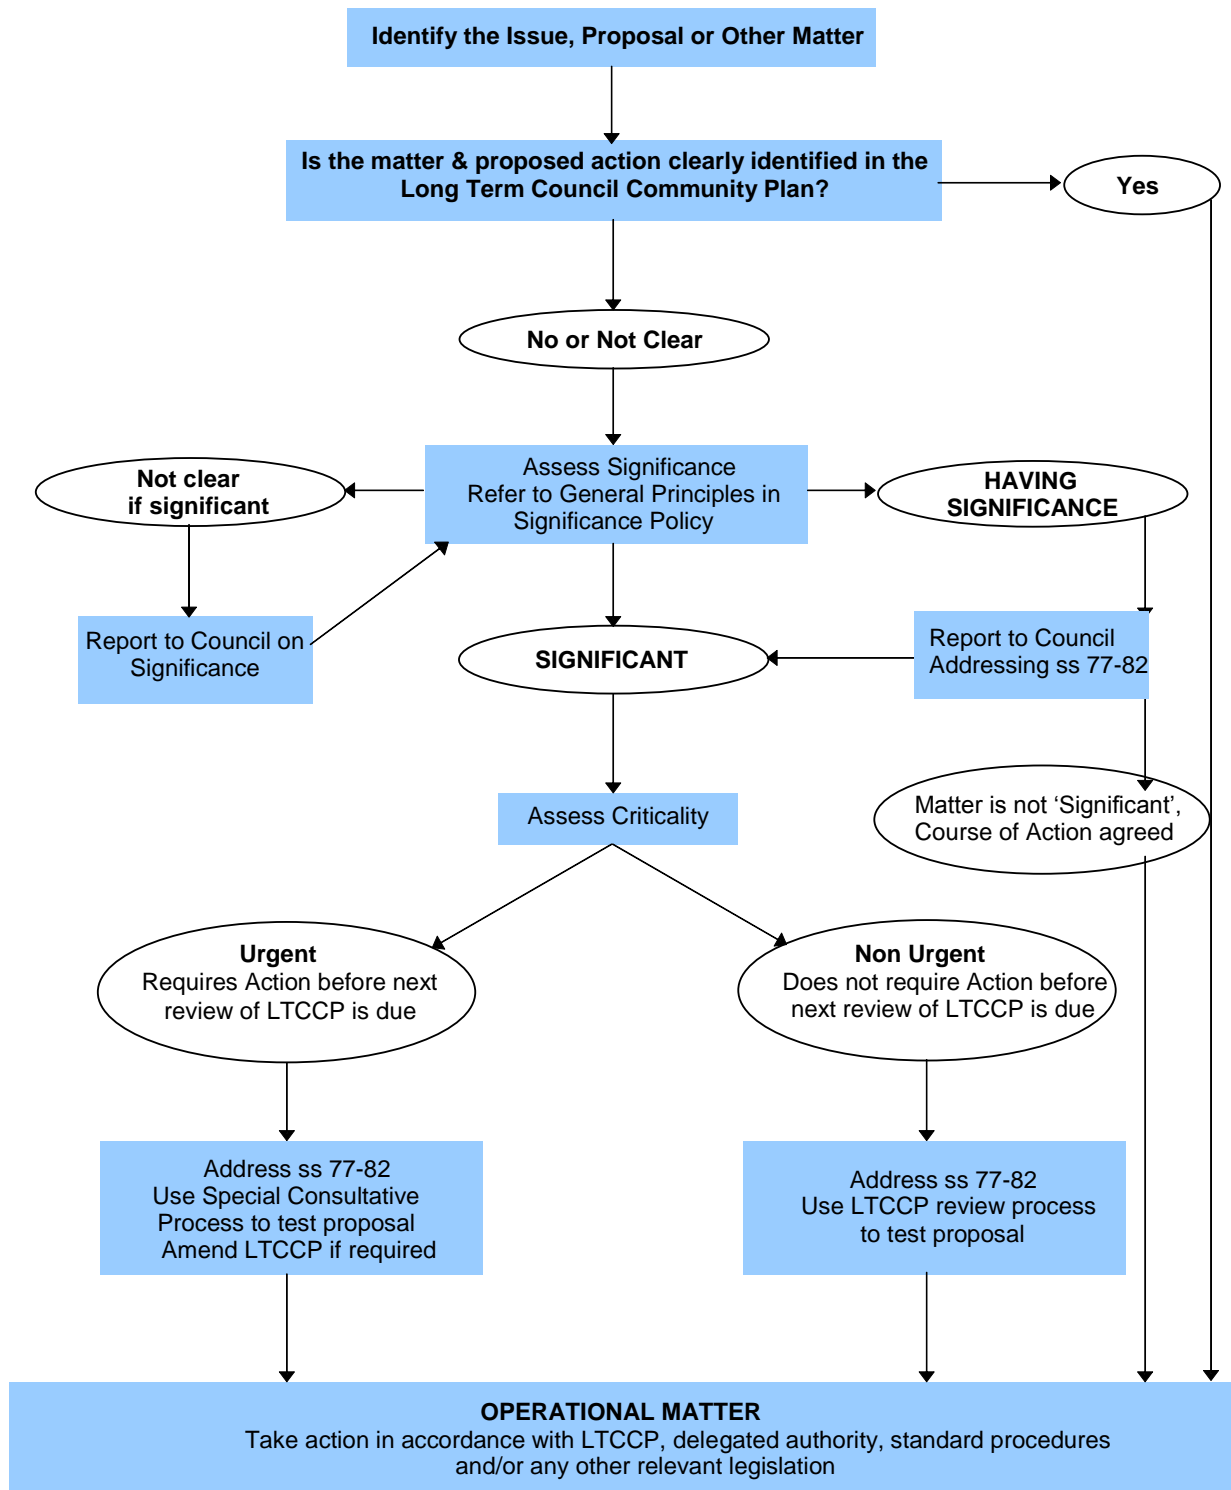 Identify the Issue, Proposal or Other Matter
Is the matter & proposed action clearly identified in the
Long Term Council Community Plan?
Yes
No or Not Clear
Not clear
if significant
Assess Significance
Refer to General Principles in
Significance Policy
HAVING
SIGNIFICANCE
Report to Council on
Significance
SIGNIFICANT
Report to Council
Addressing ss 77-82
Assess Criticality
Matter is not ‘Significant’,
Course of Action agreed
Urgent
Requires Action before next
review of LTCCP is due
Non Urgent
Does not require Action before
next review of LTCCP is due
Address ss 77-82
Use Special Consultative
Process to test proposal
Amend LTCCP if required
Address ss 77-82
Use LTCCP review process
to test proposal
OPERATIONAL MATTER
Take action in accordance with LTCCP, delegated authority, standard procedures
and/or any other relevant legislation